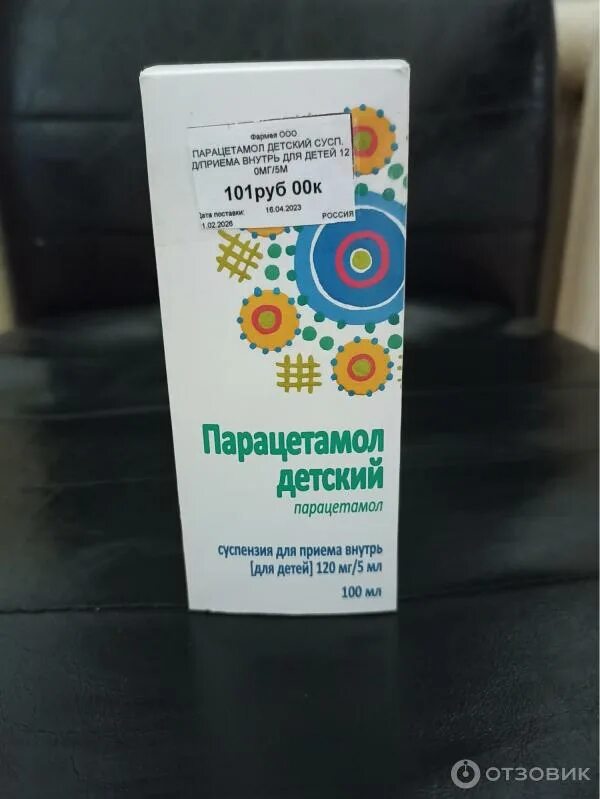 Фармея ООО
ПАРАЦЕТАМОЛ ДЕТСКИЙ СУСП.
Д/ПРИЕМА ВНУТРЬ ДЛЯ ДЕТЕЙ 12
0МГ/5М
101руб 00к
Дата поставки: 16.04.2023 РОССИЯ
1.02.2026
Парацетамол
детский
парацетамол
суспензия для приема внутрь
[для детей] 120 мг/5 мл
100 мл
ОТЗОВИК